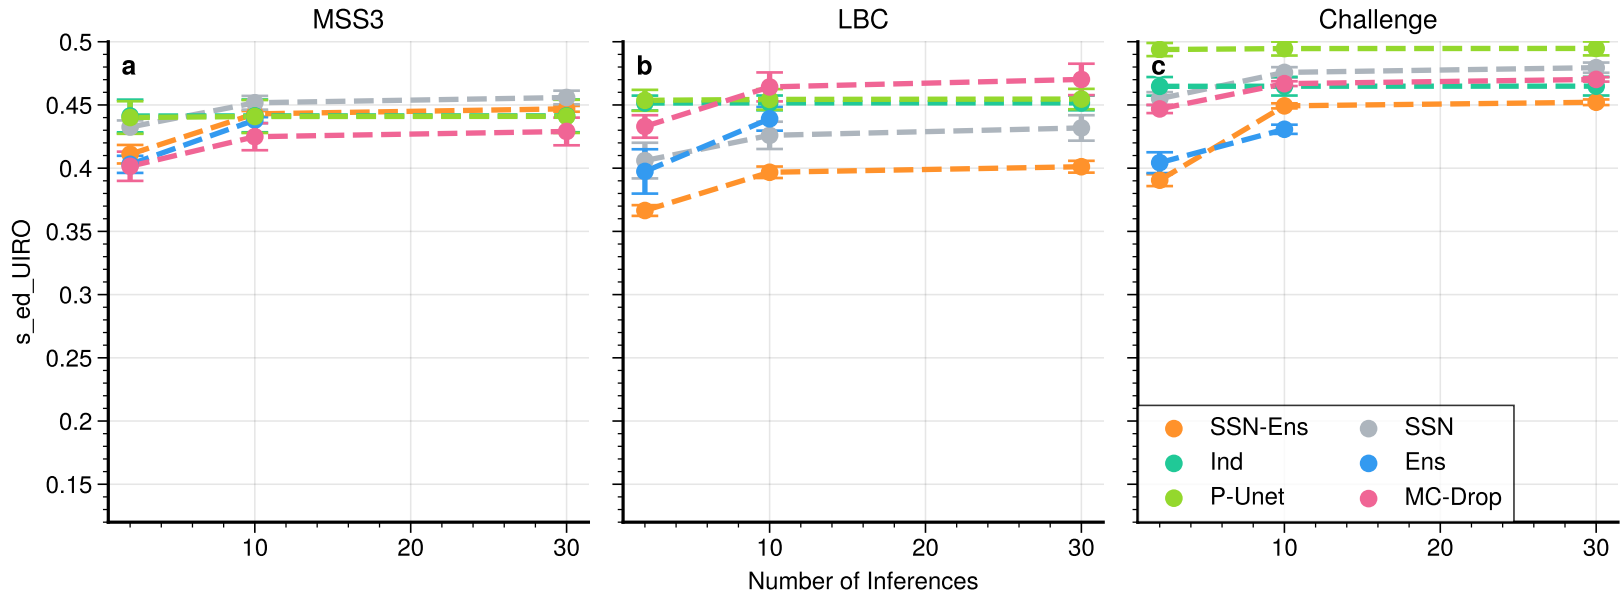 MSS3
LBC
Challenge
a
b
c
0.5
0.45
0.4
0.35
0.3
0.25
0.2
0.15
s_ed_UIRO
10
20
30
10
20
30
10
20
30
Number of Inferences
SSN-Ens
SSN
Ind
Ens
P-Unet
MC-Drop